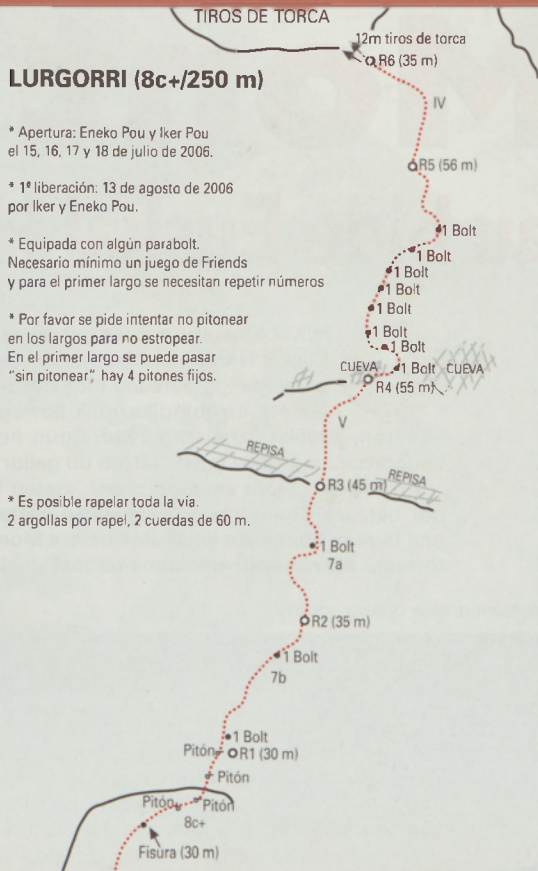 TIROS DE TORCA
12m tiros de torca
R6 (35 m)
LURGORRI (8c+/250 m)
IV
* Apertura: Eneko Pou y Iker Pou
el 15, 16, 17 y 18 de julio de 2006.
R5 (56 m)
* 1ª liberación: 13 de agosto de 2006
por Iker y Eneko Pou.
* Equipada con algún parabolt.
Necesario mínimo un juego de Friends
y para el primer largo se necesitan repetir números
* Por favor se pide intentar no pitonear
en los largos para no estropear.
En el primer largo se puede pasar
"sin pitonear", hay 4 pitones fijos.
1 Bolt
1 Bolt
1 Bolt
1 Bolt
1 Bolt
1 Bolt
1 Bolt
CUEVA
1 Bolt
CUEVA
R4 (55 m)
V
REPISA
REPISA
R3 (45 m)
* Es posible rapelar toda la vía.
2 argollas por rapel, 2 cuerdas de 60 m.
1 Bolt
7a
R2 (35 m)
1 Bolt
7b
1 Bolt
Pitón
R1 (30 m)
Pitón
Pitón
Pitón
8c+
Fisura (30 m)